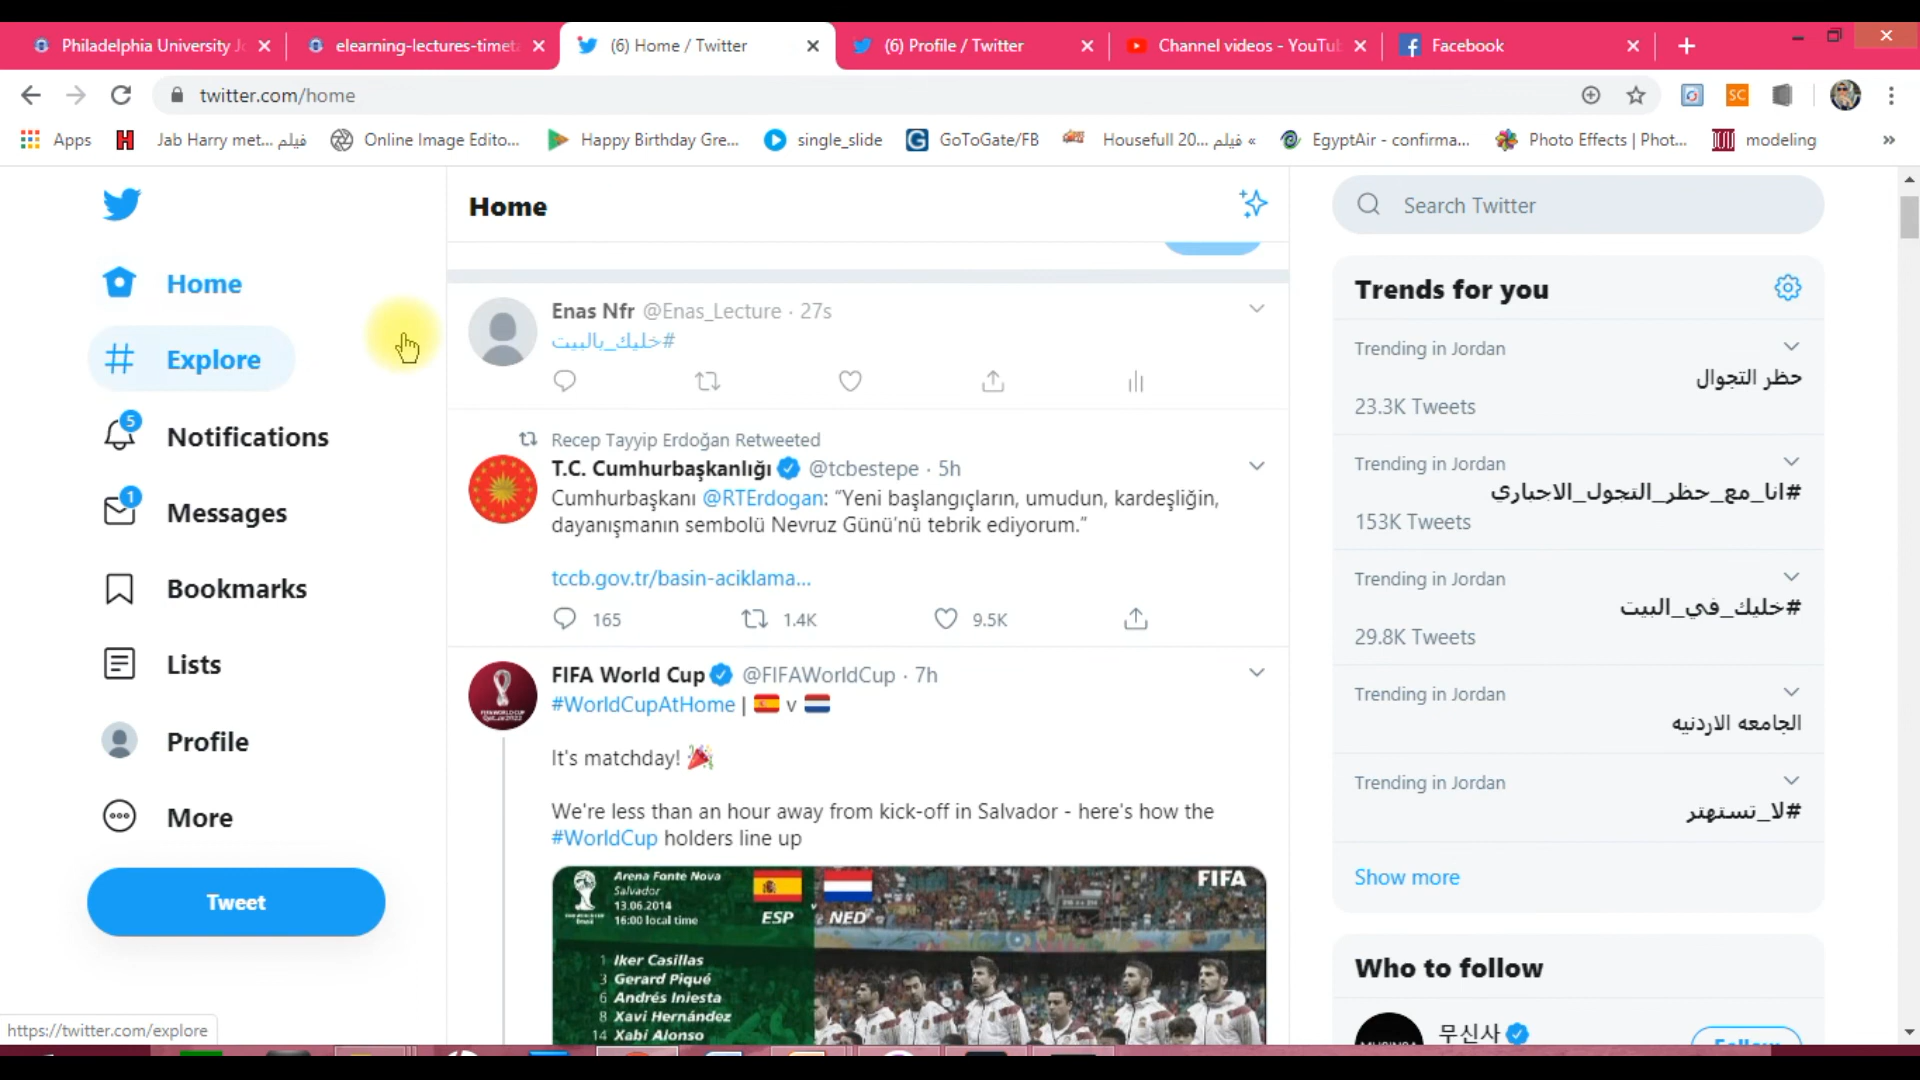 Philadelphia University J
elearning-lectures-timeta
(6) Home / Twitter
(6) Profile / Twitter
Channel videos - YouTub
Facebook
twitter.com/home
SC
Apps
Jab Harry met... فيلم
Online Image Edito...
Happy Birthday Gre...
single_slide
GoToGate/FB
Housefull 20... فيلم «
EgyptAir - confirma...
Photo Effects | Phot...
modeling
»
Home
Explore
5
Notifications
1
Messages
Bookmarks
Lists
Profile
More
Tweet
https://twitter.com/explore
Home
Enas Nfr @Enas_Lecture · 27s
#خليك_بالبيت
Recep Tayyip Erdoğan Retweeted
T.C. Cumhurbaşkanlığı @tcbestepe · 5h
Cumhurbaşkanı @RTErdogan: “Yeni başlangıçların, umudun, kardeşliğin,
dayanışmanın sembolü Nevruz Günü’nü tebrik ediyorum.”
tccb.gov.tr/basin-aciklama...
165 1.4K 9.5K
FIFA World Cup @FIFAWorldCup · 7h
#WorldCupAtHome | v
It's matchday!
We're less than an hour away from kick-off in Salvador - here's how the
#WorldCup holders line up
Arena Fonte Nova
Salvador
13.06.2014
16:00 local time
ESP v NED
FIFA
1 Iker Casillas
3 Gerard Piqué
6 Andrés Iniesta
8 Xavi Hernández
14 Xabi Alonso
Search Twitter
Trends for you
Trending in Jordan
حظر التجوال
23.3K Tweets
Trending in Jordan
#انا_مع_حظر_التجول_الاجباري
153K Tweets
Trending in Jordan
#خليك_في_البيت
29.8K Tweets
Trending in Jordan
الجامعه الاردنيه
Trending in Jordan
#لا_تستهتر
Show more
Who to follow
무신사
Follow